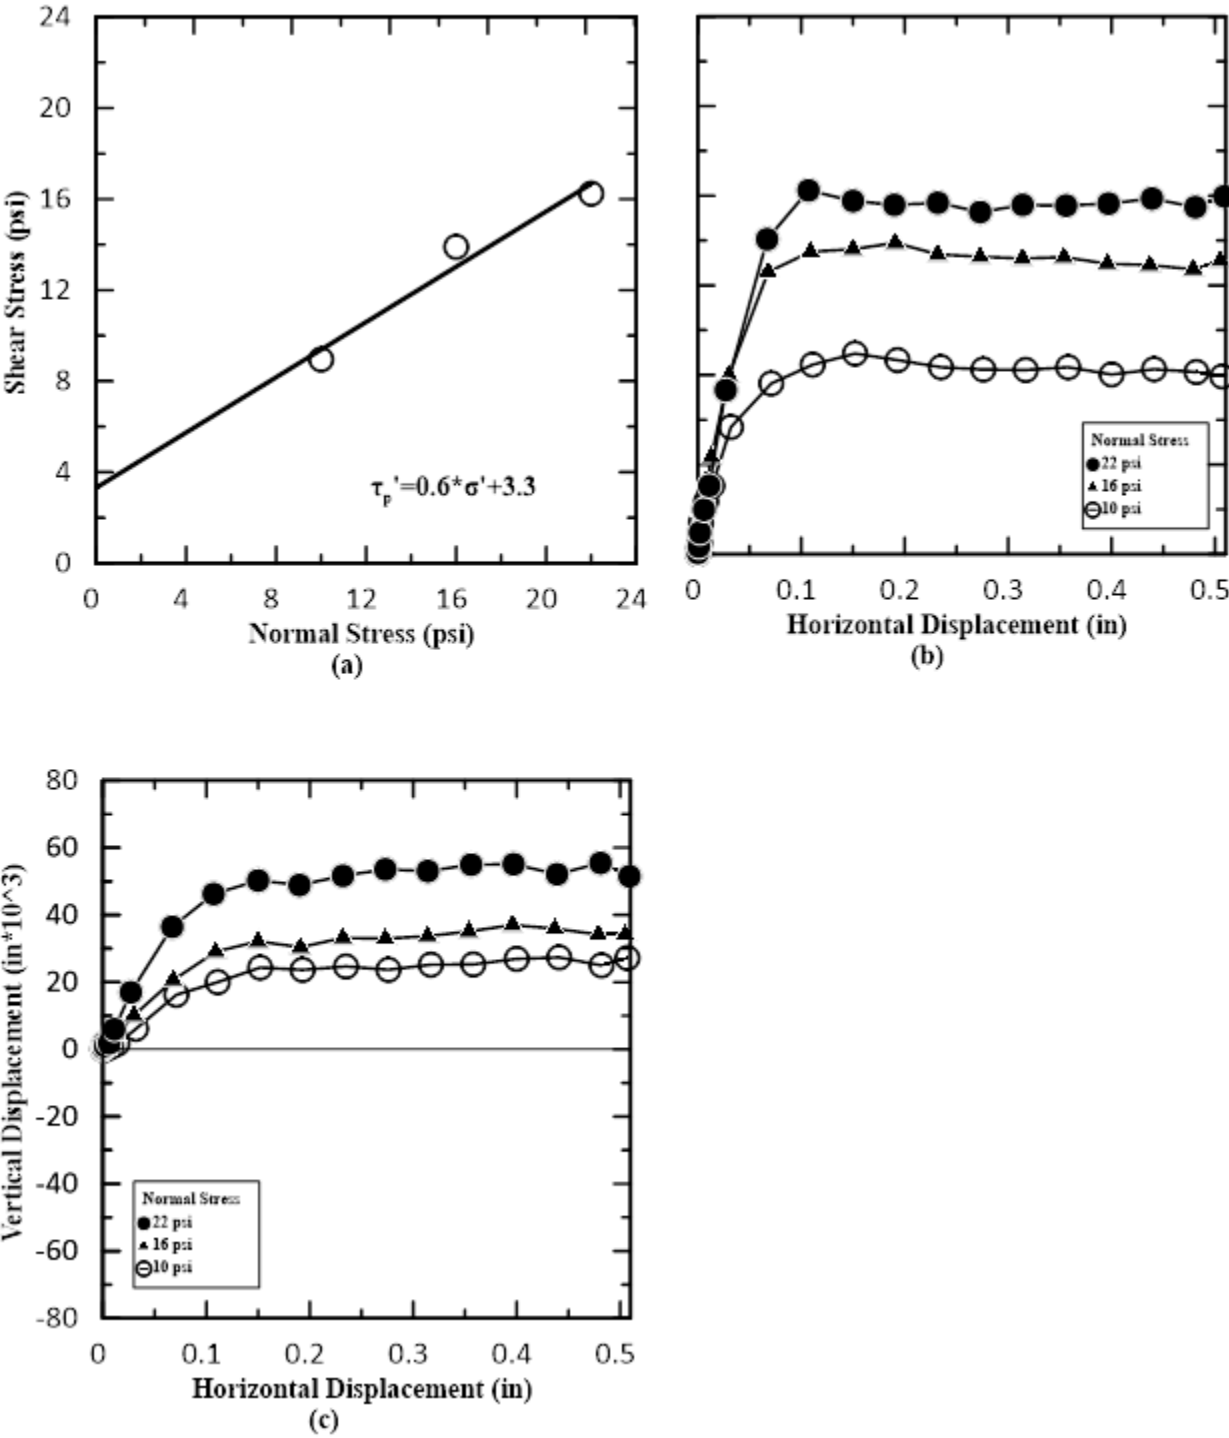 24
20
16
12
8
4
0
Shear Stress (psi)
τp'=0.6*σ'+3.3
0 4 8 12 16 20 24
Normal Stress (psi)
(a)
Normal Stress
22 psi
16 psi
10 psi
0 0.1 0.2 0.3 0.4 0.5
Horizontal Displacement (in)
(b)
80
60
40
20
0
-20
-40
-60
-80
Vertical Displacement (in*10^3)
Normal Stress
22 psi
16 psi
10 psi
0 0.1 0.2 0.3 0.4 0.5
Horizontal Displacement (in)
(c)